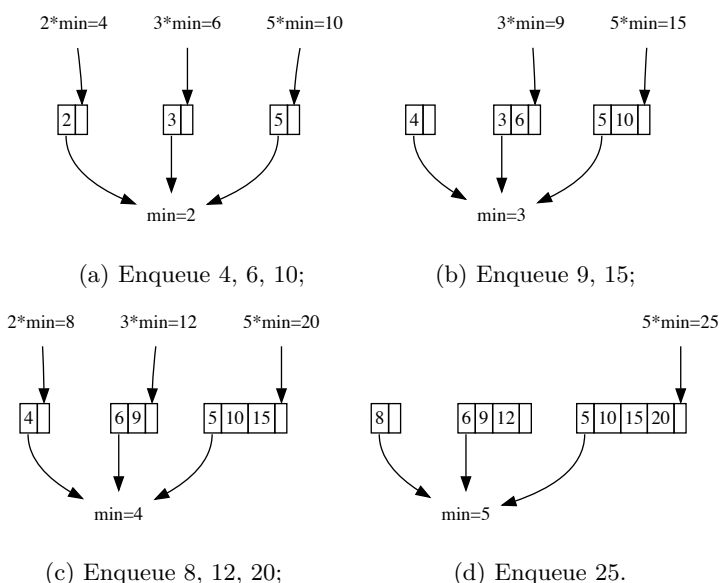 2*min=4 3*min=6 5*min=10
2 3 5
min=2
(a) Enqueue 4, 6, 10;
3*min=9 5*min=15
4 3 6 5 10
min=3
(b) Enqueue 9, 15;
2*min=8 3*min=12 5*min=20
4 6 9 5 10 15
min=4
(c) Enqueue 8, 12, 20;
5*min=25
8 6 9 12 5 10 15 20
min=5
(d) Enqueue 25.